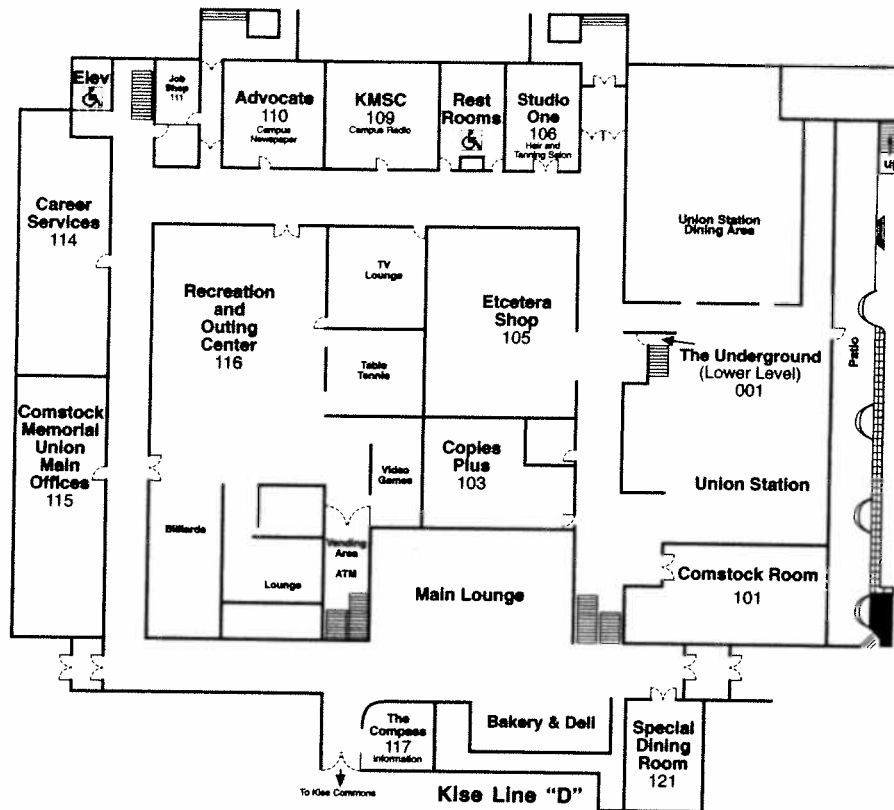 Elev
Job
Shop
111
Advocate
110
Campus
Newspaper
KMSC
109
Campus Radio
Rest
Rooms
Studio
One
106
Hair and
Tanning Salon
up
Career
Services
114
Union Station
Dining Area
TV
Lounge
Recreation
and
Outing
Center
116
Etcetera
Shop
105
Table
Tennis
The Underground
(Lower Level)
001
Patio
Comstock
Memorial
Union
Main
Offices
115
Copies
Plus
103
Video
Games
Union Station
Billiards
Vending
Area
ATM
Lounge
Main Lounge
Comstock Room
101
The
Compass
117
Information
Bakery & Deli
Special
Dining
Room
121
To Kise Commons
Kise Line "D"